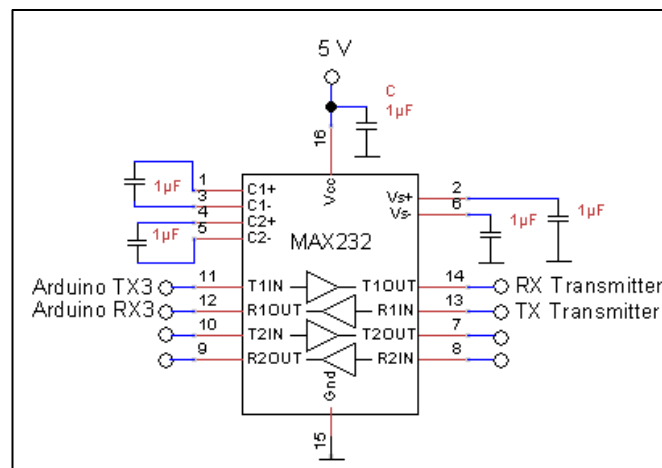 5 V
C
1µF
16
Vcc
1
C1+
3
C1-
4
C2+
5
C2-
1µF
1µF
MAX232
Vs+
2
Vs-
6
1µF
1µF
Arduino TX3
11
T1IN
T1OUT
14
RX Transmitter
Arduino RX3
12
R1OUT
R1IN
13
TX Transmitter
10
T2IN
T2OUT
7
9
R2OUT
R2IN
8
Gnd
15